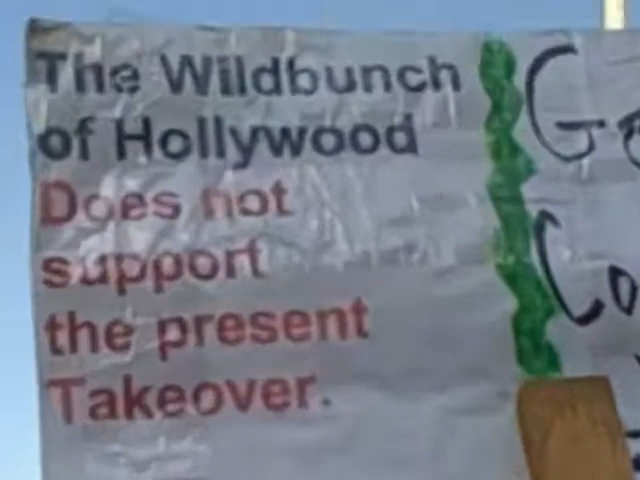 The Wildbunch
of Hollywood
Does not
support
the present
Takeover.